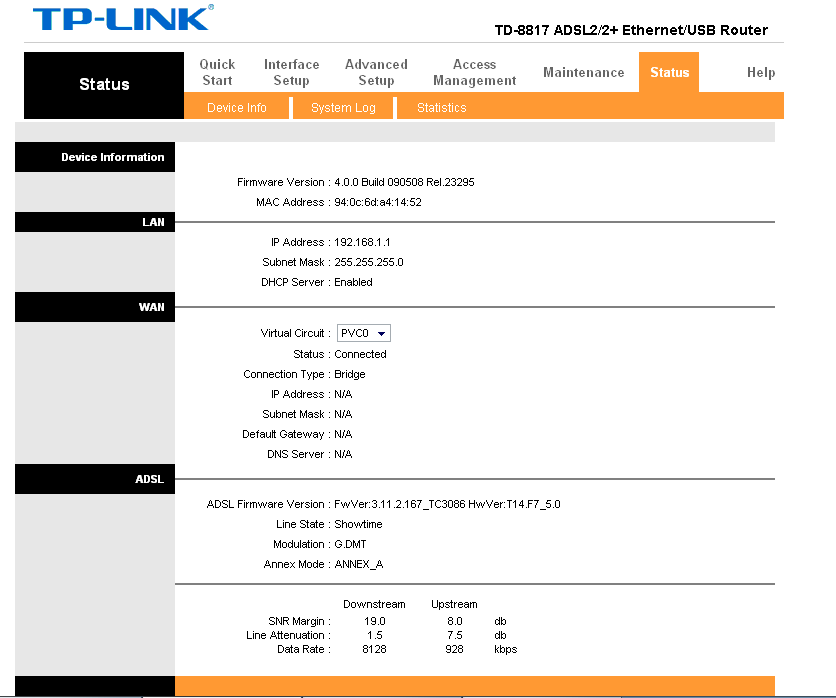 TP-LINK®
TD-8817 ADSL2/2+ Ethernet/USB Router
Status
Quick Start
Interface Setup
Advanced Setup
Access Management
Maintenance
Status
Help
Device Info
System Log
Statistics
Device Information
Firmware Version : 4.0.0 Build 090508 Rel.23295
MAC Address : 94:0c:6d:a4:14:52
LAN
IP Address : 192.168.1.1
Subnet Mask : 255.255.255.0
DHCP Server : Enabled
WAN
Virtual Circuit : PVC0
Status : Connected
Connection Type : Bridge
IP Address : N/A
Subnet Mask : N/A
Default Gateway : N/A
DNS Server : N/A
ADSL
ADSL Firmware Version : FwVer:3.11.2.167_TC3086 HwVer:T14.F7_5.0
Line State : Showtime
Modulation : G.DMT
Annex Mode : ANNEX_A
Downstream Upstream
SNR Margin : 19.0 8.0 db
Line Attenuation : 1.5 7.5 db
Data Rate : 8128 928 kbps